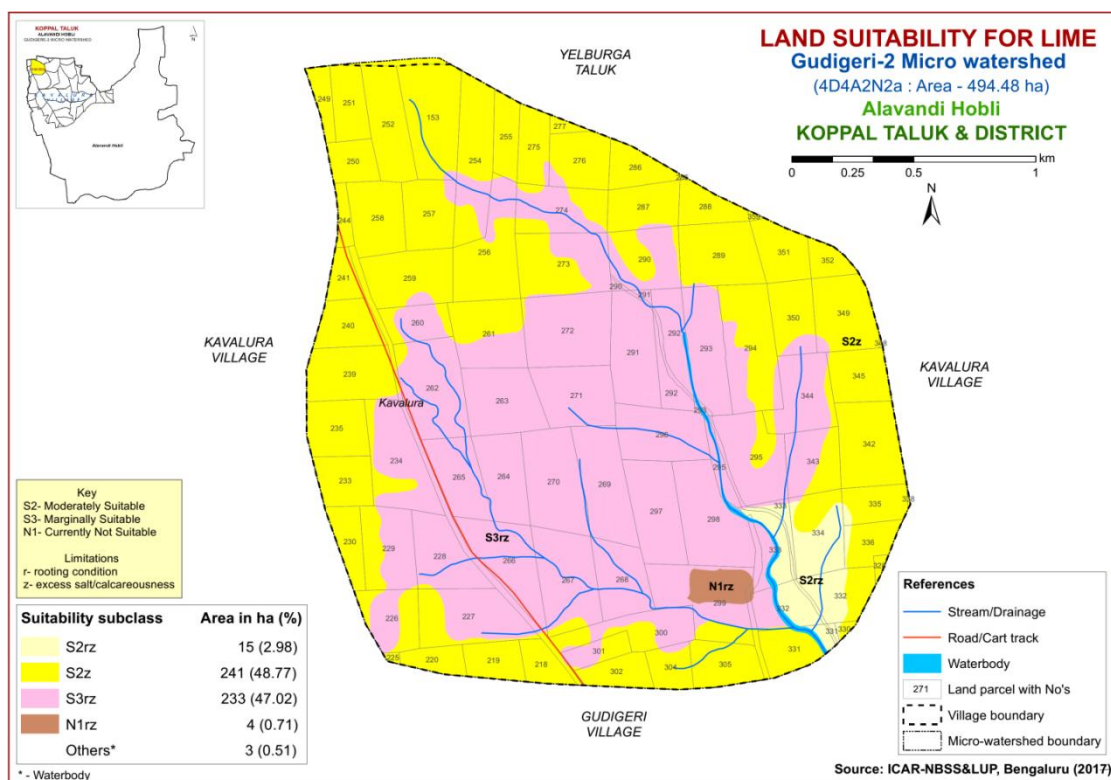 KOPPAL TALUK
ALAVANDI HOBLI
GUDIGERI-2 MICRO WATERSHED
N
Alavandi Hobli
LAND SUITABILITY FOR LIME
Gudigeri-2 Micro watershed
(4D4A2N2a : Area - 494.48 ha)
Alavandi Hobli
KOPPAL TALUK & DISTRICT
km
0 0.25 0.5 1
N
YELBURGA
TALUK
249 251 252 153 255 277
275 276 286
250 254
244 258 257 274 287 288
256 273 290 289 351 352
241 259 290 291
240 260 261 272 292 293 350 349
291 294 S2z
KAVALURA
VILLAGE
KAVALURA
VILLAGE
239 262 263 271 292 344 345
Kavalura
235 234 265 264 270 269 295 295 343 342
233 297 298 335
230 229 228 S3rz 266 334 336
267 268 N1rz 299 S2rz 332
226 227 300 332 331
220 219 218 301 302 304 305 331 330
GUDIGERI
VILLAGE
Key
S2- Moderately Suitable
S3- Marginally Suitable
N1- Currently Not Suitable
Limitations
r- rooting condition
z- excess salt/calcareousness
Suitability subclass Area in ha (%)
S2rz 15 (2.98)
S2z 241 (48.77)
S3rz 233 (47.02)
N1rz 4 (0.71)
Others* 3 (0.51)
* - Waterbody
References
Stream/Drainage
Road/Cart track
Waterbody
271 Land parcel with No's
Village boundary
Micro-watershed boundary
Source: ICAR-NBSS&LUP, Bengaluru (2017)